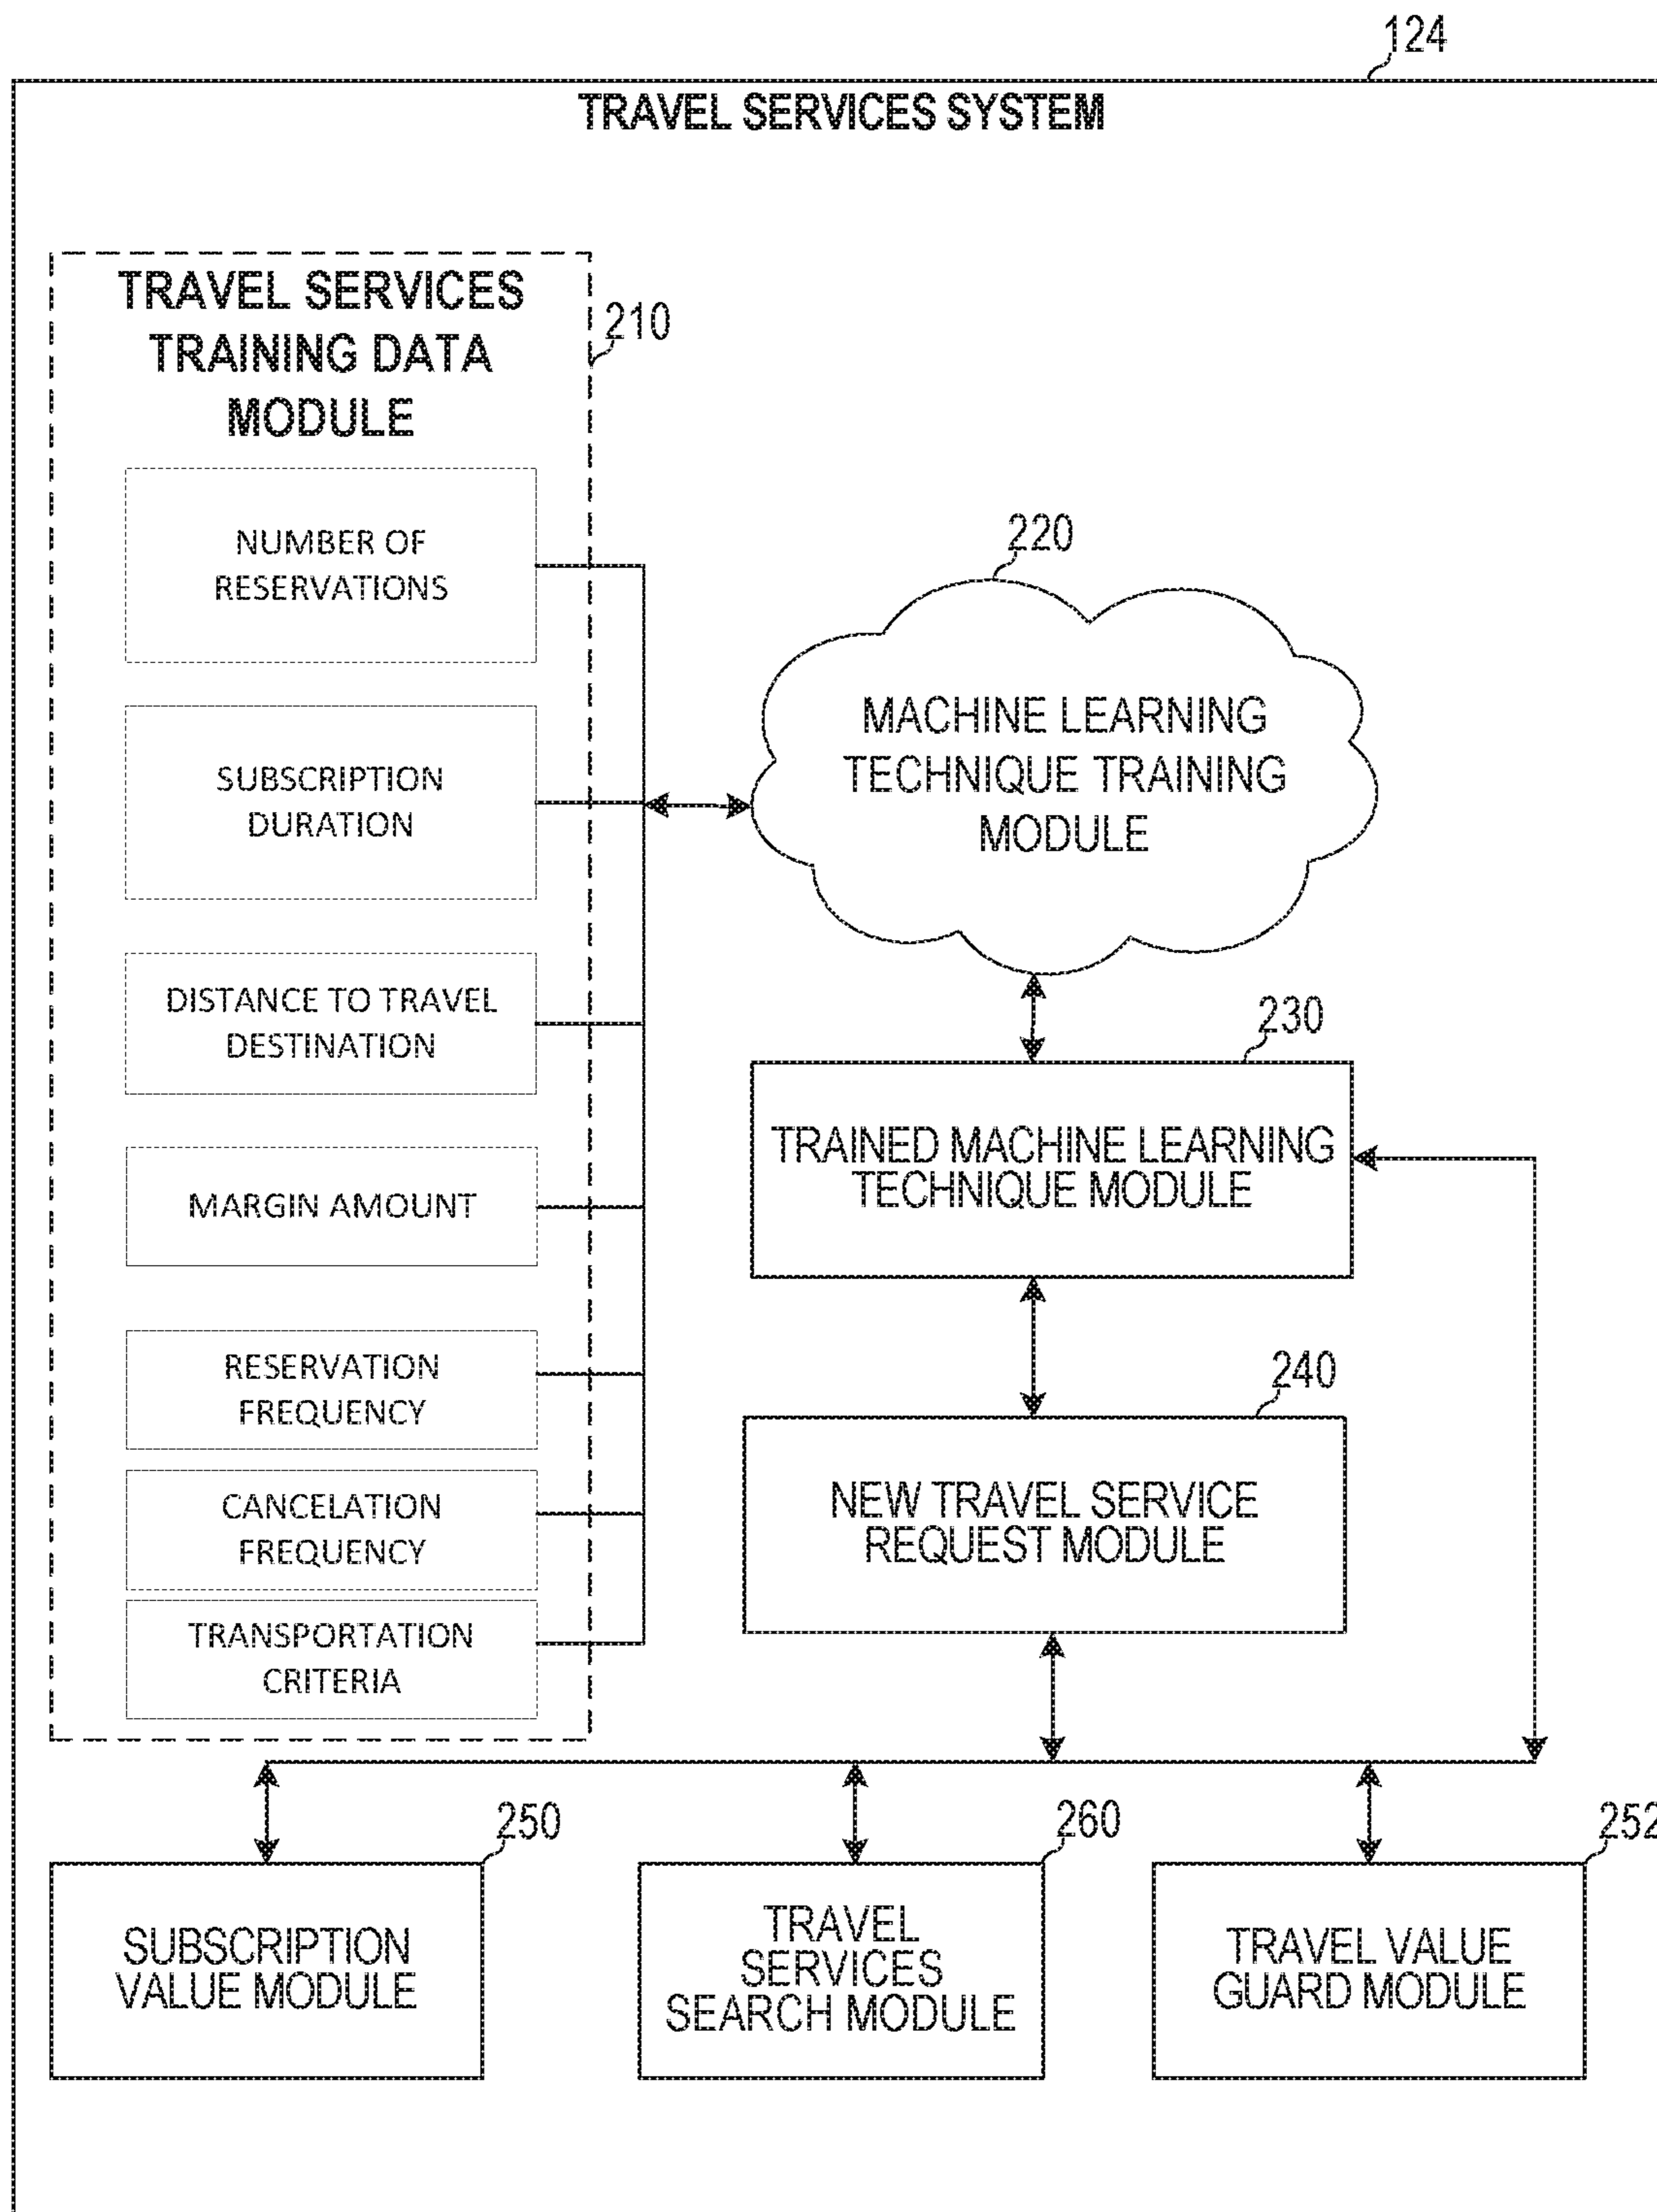 124
TRAVEL SERVICES SYSTEM
TRAVEL SERVICES
TRAINING DATA
MODULE
210
NUMBER OF
RESERVATIONS
SUBSCRIPTION
DURATION
DISTANCE TO TRAVEL
DESTINATION
MARGIN AMOUNT
RESERVATION
FREQUENCY
CANCELATION
FREQUENCY
TRANSPORTATION
CRITERIA
220
MACHINE LEARNING
TECHNIQUE TRAINING
MODULE
230
TRAINED MACHINE LEARNING
TECHNIQUE MODULE
240
NEW TRAVEL SERVICE
REQUEST MODULE
250
SUBSCRIPTION
VALUE MODULE
260
TRAVEL
SERVICES
SEARCH MODULE
252
TRAVEL VALUE
GUARD MODULE